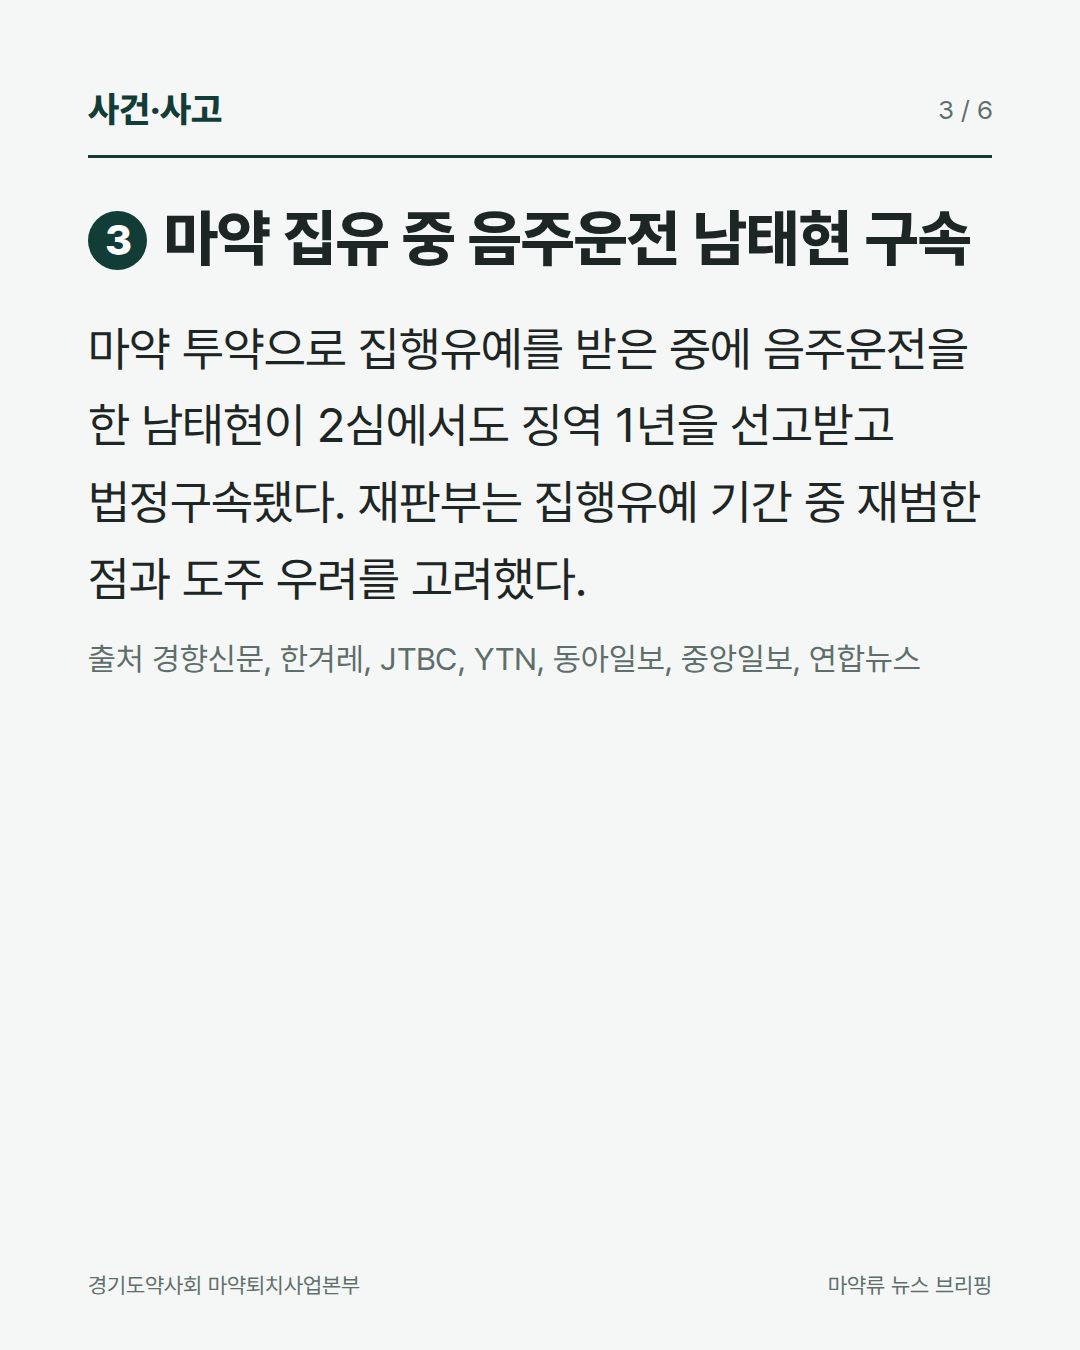 사건·사고
3 / 6
3 마약 집유 중 음주운전 남태현 구속
마약 투약으로 집행유예를 받은 중에 음주운전을
한 남태현이 2심에서도 징역 1년을 선고받고
법정구속됐다. 재판부는 집행유예 기간 중 재범한
점과 도주 우려를 고려했다.
출처 경향신문, 한겨레, JTBC, YTN, 동아일보, 중앙일보, 연합뉴스
경기도약사회 마약퇴치사업본부
마약류 뉴스 브리핑